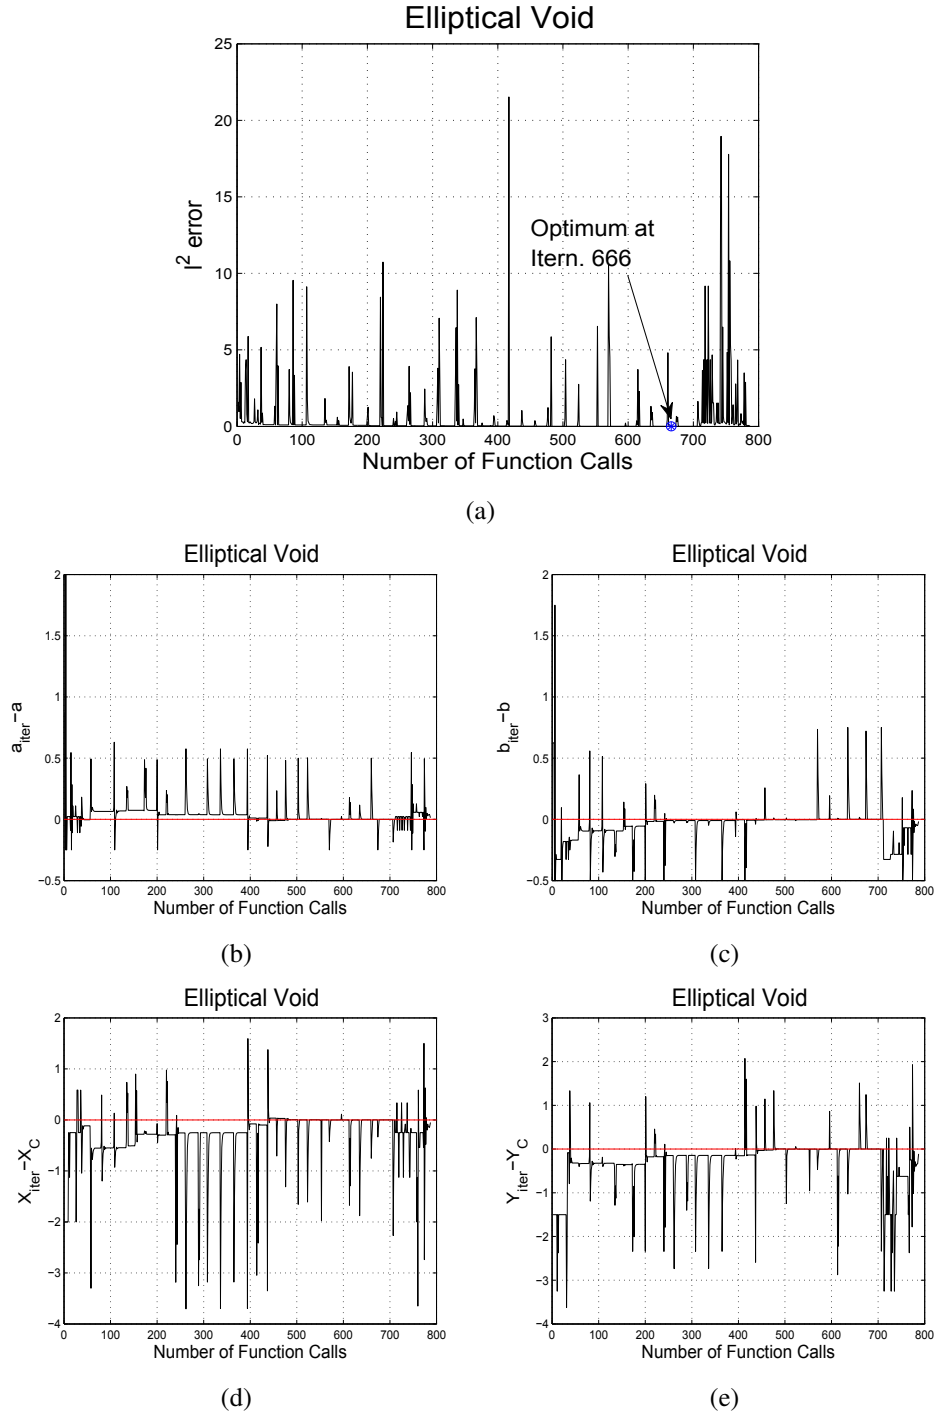 Elliptical Void
25
20
15
10
5
0
l² error
Optimum at
Itern. 666
0 100 200 300 400 500 600 700 800
Number of Function Calls
(a)
Elliptical Void
2
1.5
1
0.5
0
−0.5
a_iter−a
0 100 200 300 400 500 600 700 800
Number of Function Calls
(b)
Elliptical Void
2
1.5
1
0.5
0
−0.5
b_iter−b
0 100 200 300 400 500 600 700 800
Number of Function Calls
(c)
Elliptical Void
2
1
0
−1
−2
−3
−4
X_iter−X_C
0 100 200 300 400 500 600 700 800
Number of Function Calls
(d)
Elliptical Void
3
2
1
0
−1
−2
−3
−4
Y_iter−Y_C
0 100 200 300 400 500 600 700 800
Number of Function Calls
(e)